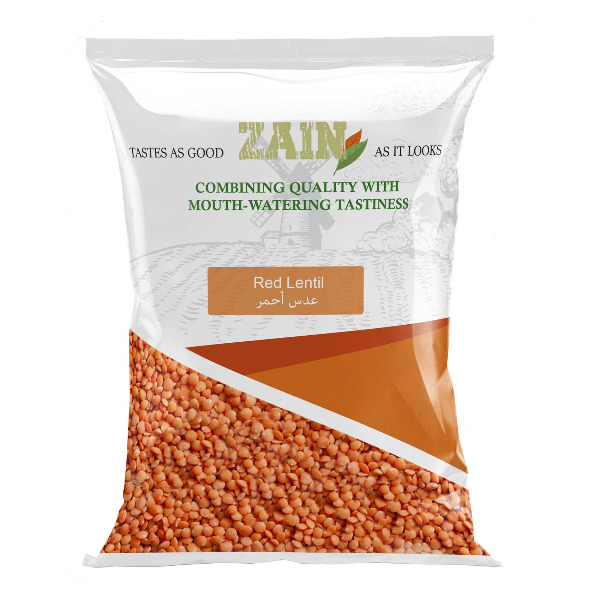 ZAIN
TASTES AS GOOD AS IT LOOKS
COMBINING QUALITY WITH
MOUTH-WATERING TASTINESS
Red Lentil
عدس أحمر